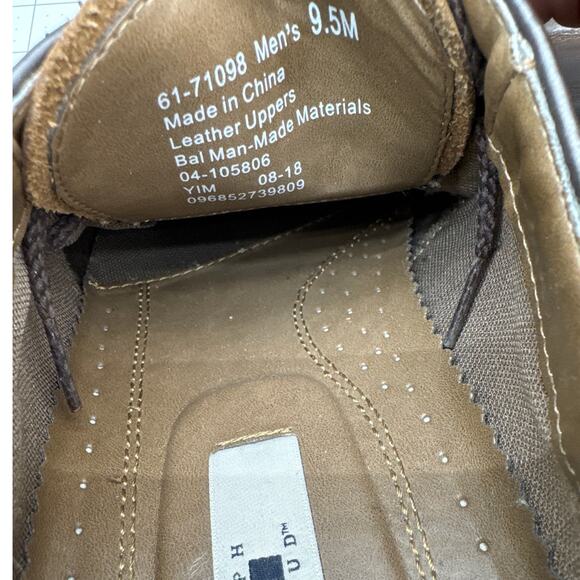 61-71098 Men's 9.5M
Made in China
Leather Uppers
Bal Man-Made Materials
04-105806
YIM 08-18
096852739809
P H
U D™